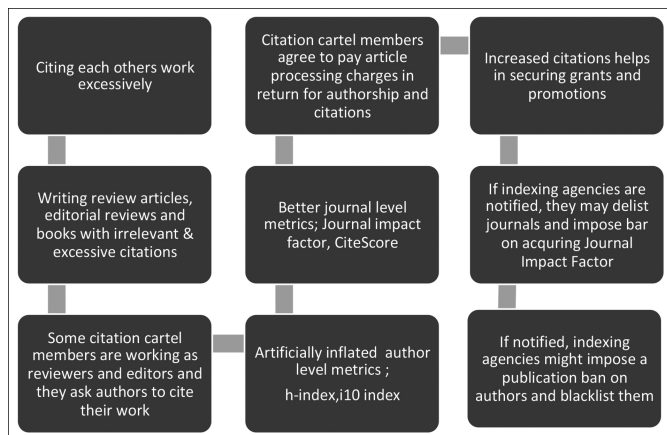 Citing each others work
excessively
Writing review articles,
editorial reviews and
books with irrelevant &
excessive citations
Some citation cartel
members are working as
reviewers and editors and
they ask authors to cite
their work
Artificially inflated author
level metrics ;
h-index,i10 index
Better journal level
metrics; Journal impact
factor, CiteScore
Citation cartel members
agree to pay article
processing charges in
return for authorship and
citations
Increased citations helps
in securing grants and
promotions
If indexing agencies are
notified, they may delist
journals and impose bar
on acquring Journal
Impact Factor
If notified, indexing
agencies might impose a
publication ban on
authors and blacklist them